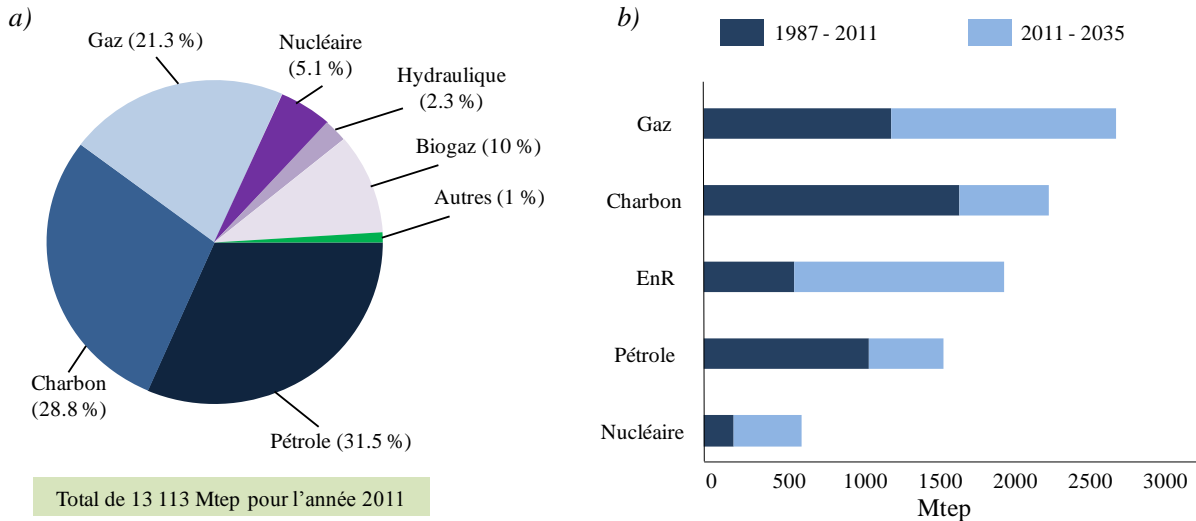 a)
Gaz (21.3 %)
Nucléaire
(5.1 %)
Hydraulique
(2.3 %)
Biogaz (10 %)
Autres (1 %)
Charbon
(28.8 %)
Pétrole (31.5 %)
Total de 13 113 Mtep pour l’année 2011
b)
1987 - 2011
2011 - 2035
Gaz
Charbon
EnR
Pétrole
Nucléaire
0 500 1000 1500 2000 2500 3000
Mtep